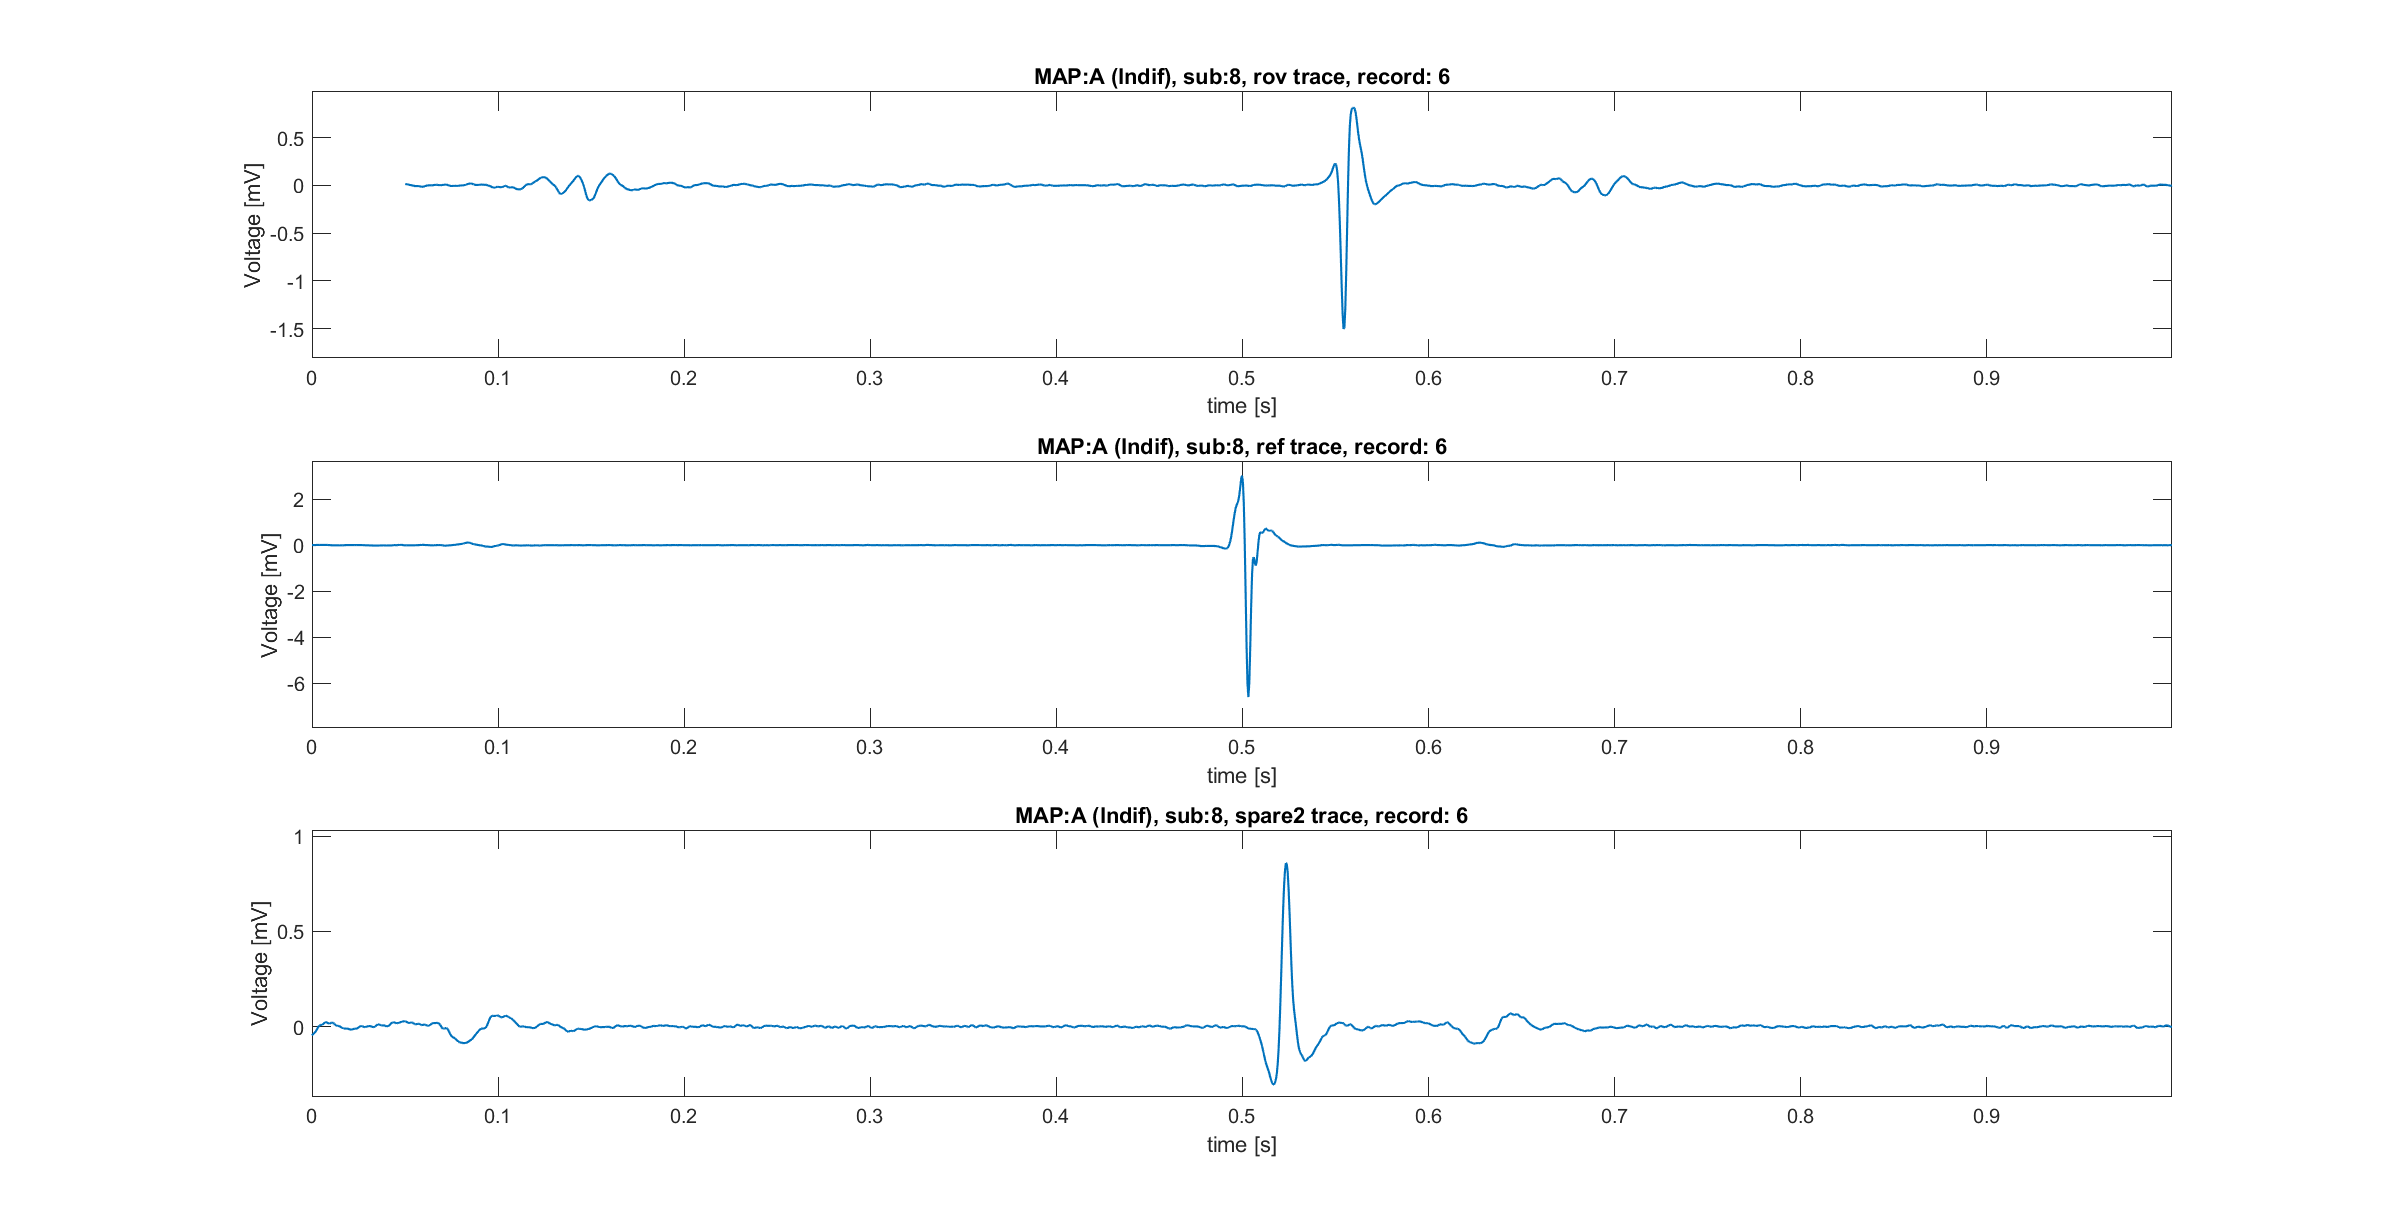 MAP:A (Indif), sub:8, rov trace, record: 6
Voltage [mV]
0.5
0
-0.5
-1
-1.5
0 0.1 0.2 0.3 0.4 0.5 0.6 0.7 0.8 0.9
time [s]
MAP:A (Indif), sub:8, ref trace, record: 6
Voltage [mV]
2
0
-2
-4
-6
0 0.1 0.2 0.3 0.4 0.5 0.6 0.7 0.8 0.9
time [s]
MAP:A (Indif), sub:8, spare2 trace, record: 6
Voltage [mV]
1
0.5
0
0 0.1 0.2 0.3 0.4 0.5 0.6 0.7 0.8 0.9
time [s]